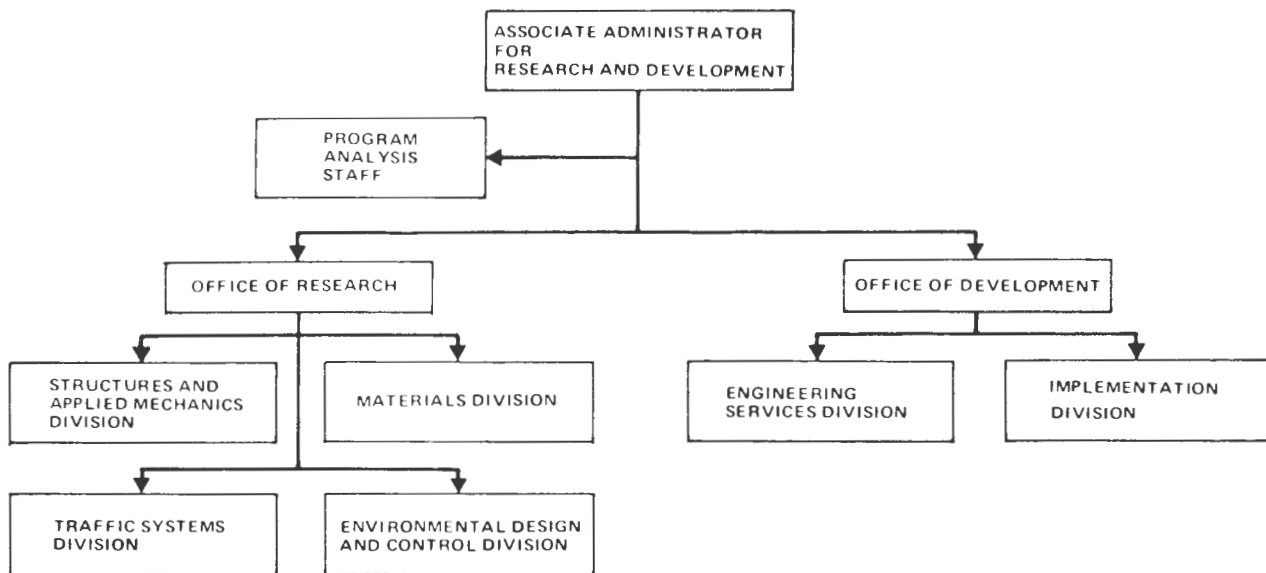 ASSOCIATE ADMINISTRATOR
FOR
RESEARCH AND DEVELOPMENT
PROGRAM
ANALYSIS
STAFF
OFFICE OF RESEARCH
OFFICE OF DEVELOPMENT
STRUCTURES AND
APPLIED MECHANICS
DIVISION
MATERIALS DIVISION
ENGINEERING
SERVICES DIVISION
IMPLEMENTATION
DIVISION
TRAFFIC SYSTEMS
DIVISION
ENVIRONMENTAL DESIGN
AND CONTROL DIVISION